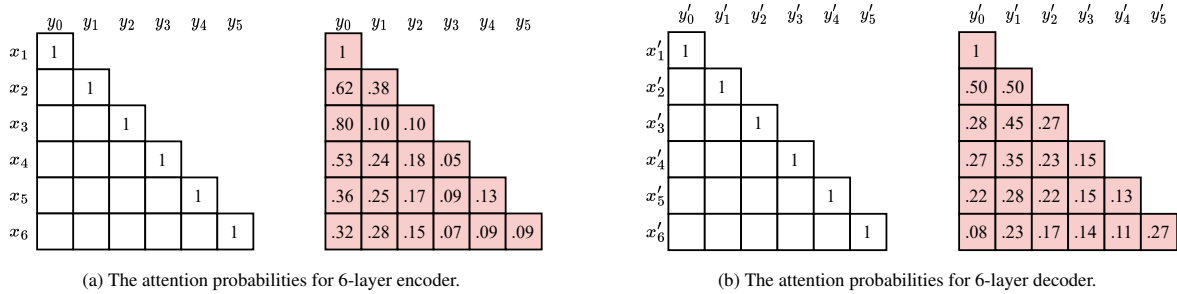 y0 y1 y2 y3 y4 y5
x1 1
x2 1
x3 1
x4 1
x5 1
x6 1
y0 y1 y2 y3 y4 y5
1
.62 .38
.80 .10 .10
.53 .24 .18 .05
.36 .25 .17 .09 .13
.32 .28 .15 .07 .09 .09
(a) The attention probabilities for 6-layer encoder.
y′0 y′1 y′2 y′3 y′4 y′5
x′1 1
x′2 1
x′3 1
x′4 1
x′5 1
x′6 1
y′0 y′1 y′2 y′3 y′4 y′5
1
.50 .50
.28 .45 .27
.27 .35 .23 .15
.22 .28 .22 .15 .13
.08 .23 .17 .14 .11 .27
(b) The attention probabilities for 6-layer decoder.